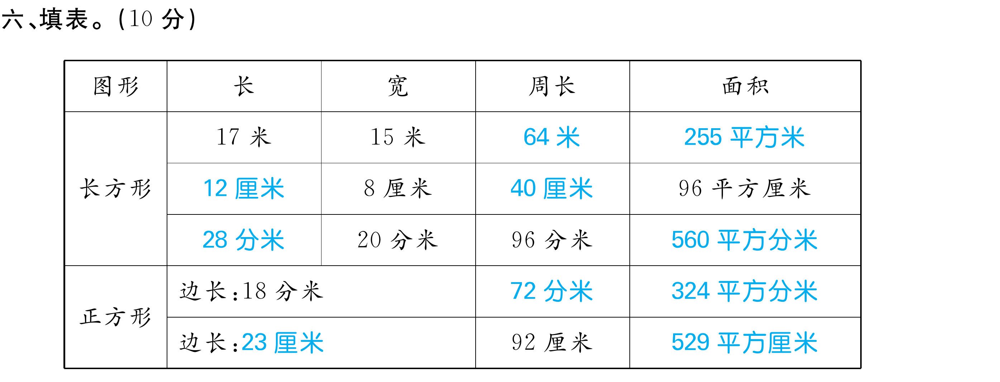 六、填表。(10 分)
图形 长 宽 周长 面积
长方形 17 米 15 米 64 米 255 平方米
12 厘米 8 厘米 40 厘米 96 平方厘米
28 分米 20 分米 96 分米 560 平方分米
正方形 边长:18 分米 72 分米 324 平方分米
边长:23 厘米 92 厘米 529 平方厘米